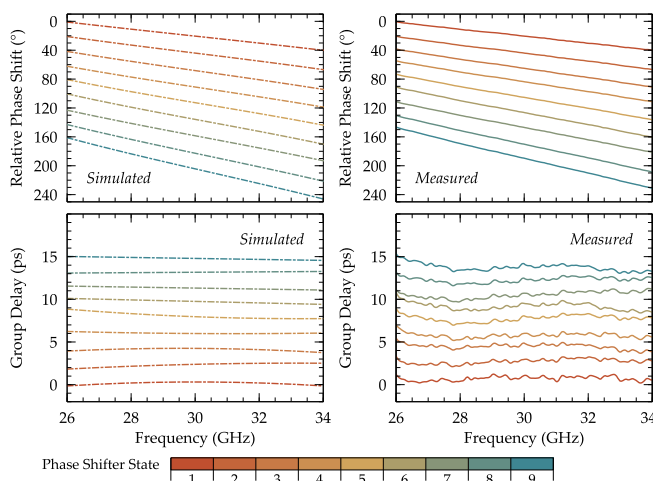 0
40
80
120
160
200
240
Relative Phase Shift (°)
Simulated
0
40
80
120
160
200
240
Relative Phase Shift (°)
Measured
15
10
5
0
Group Delay (ps)
Simulated
26 28 30 32 34
Frequency (GHz)
15
10
5
0
Group Delay (ps)
Measured
26 28 30 32 34
Frequency (GHz)
Phase Shifter State
1 2 3 4 5 6 7 8 9